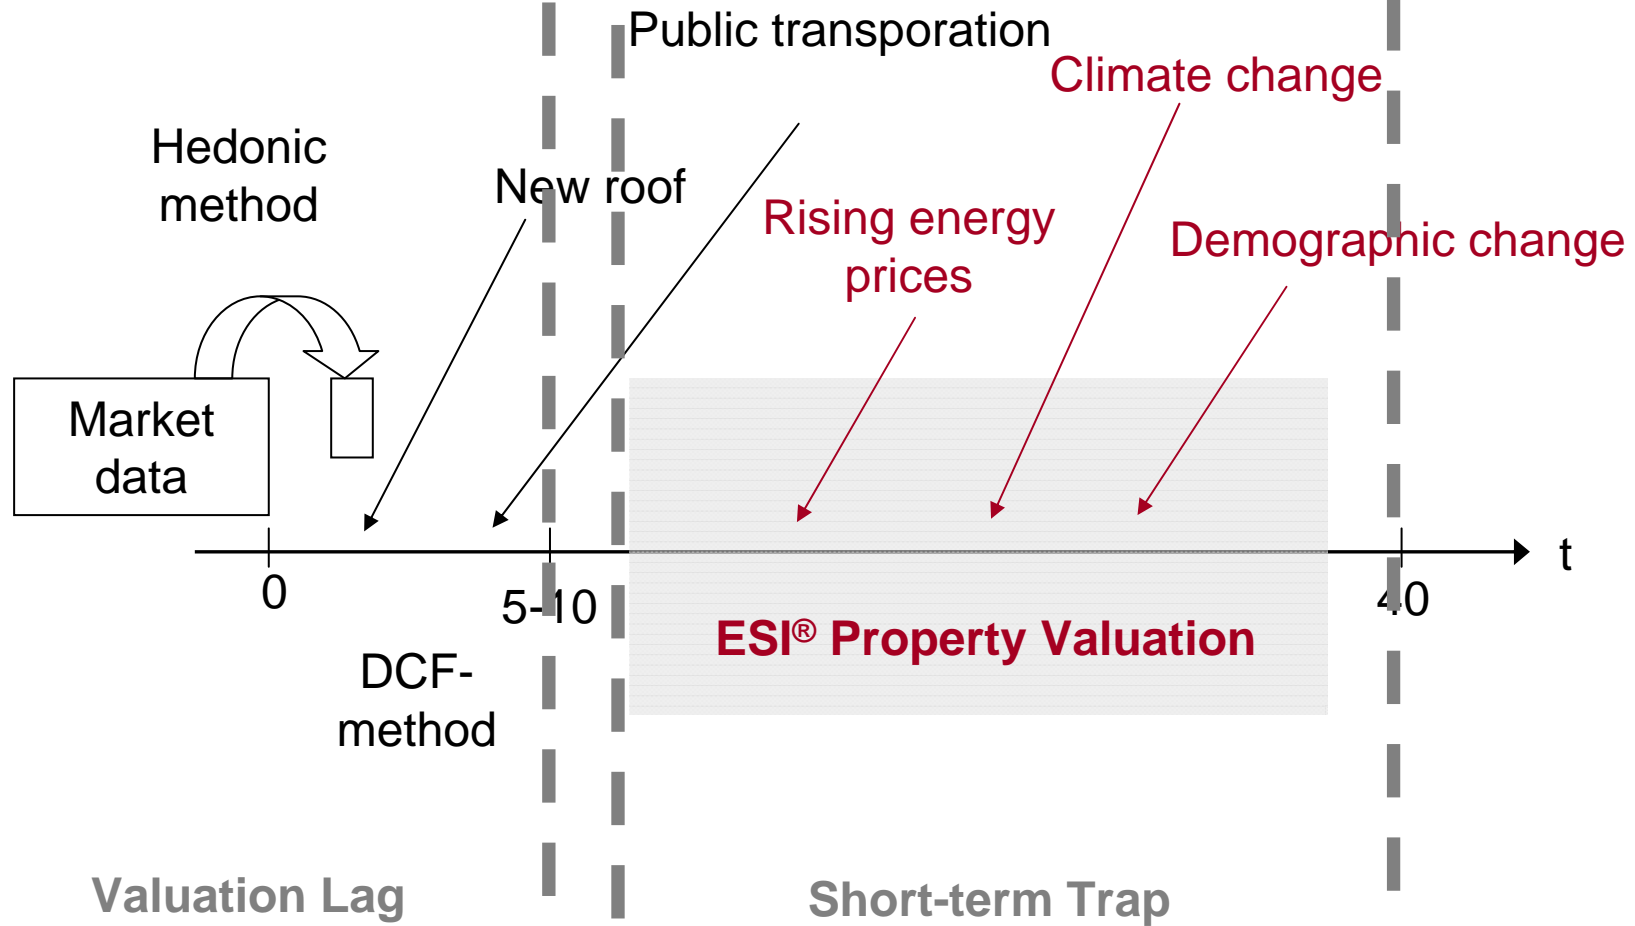 Public transporation
Climate change
Hedonic
method
New roof
Rising energy
prices
Demographic change
Market
data
t
0
5-10
40
ESI® Property Valuation
DCF-
method
Valuation Lag
Short-term Trap